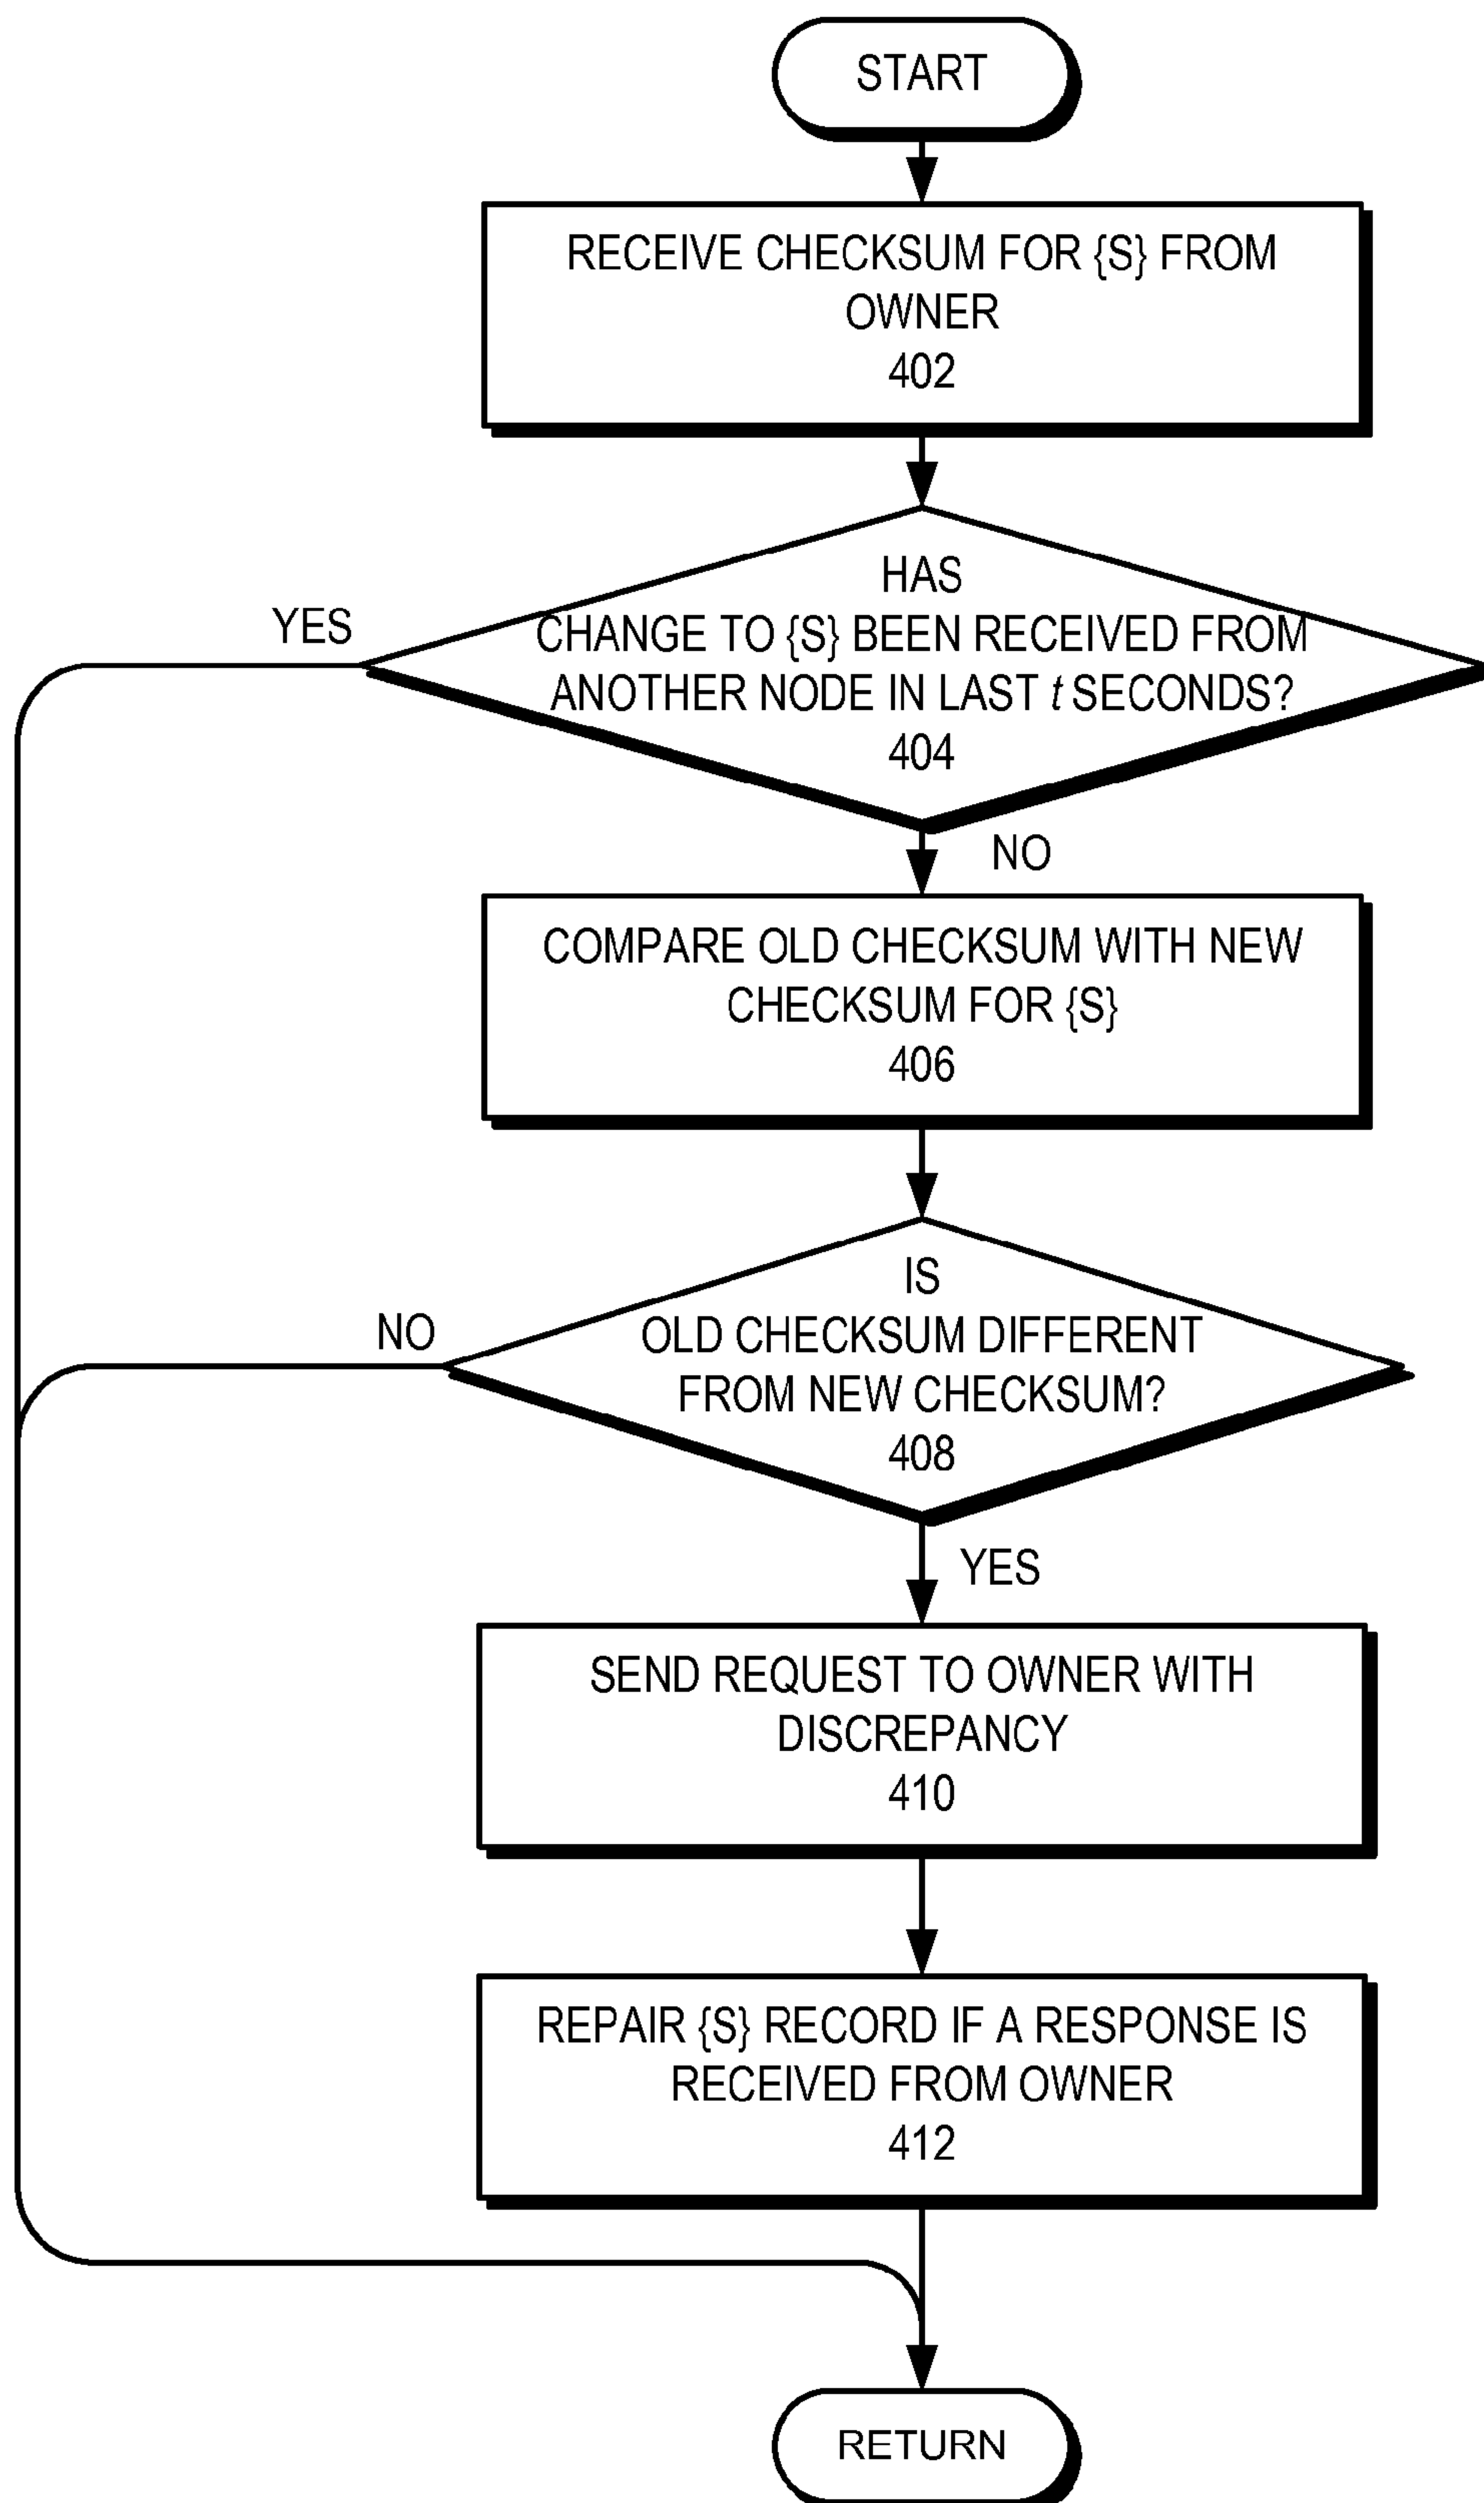 START
RECEIVE CHECKSUM FOR {S} FROM
OWNER
402
HAS
CHANGE TO {S} BEEN RECEIVED FROM
ANOTHER NODE IN LAST t SECONDS?
404
YES
NO
COMPARE OLD CHECKSUM WITH NEW
CHECKSUM FOR {S}
406
IS
OLD CHECKSUM DIFFERENT
FROM NEW CHECKSUM?
408
NO
YES
SEND REQUEST TO OWNER WITH
DISCREPANCY
410
REPAIR {S} RECORD IF A RESPONSE IS
RECEIVED FROM OWNER
412
RETURN